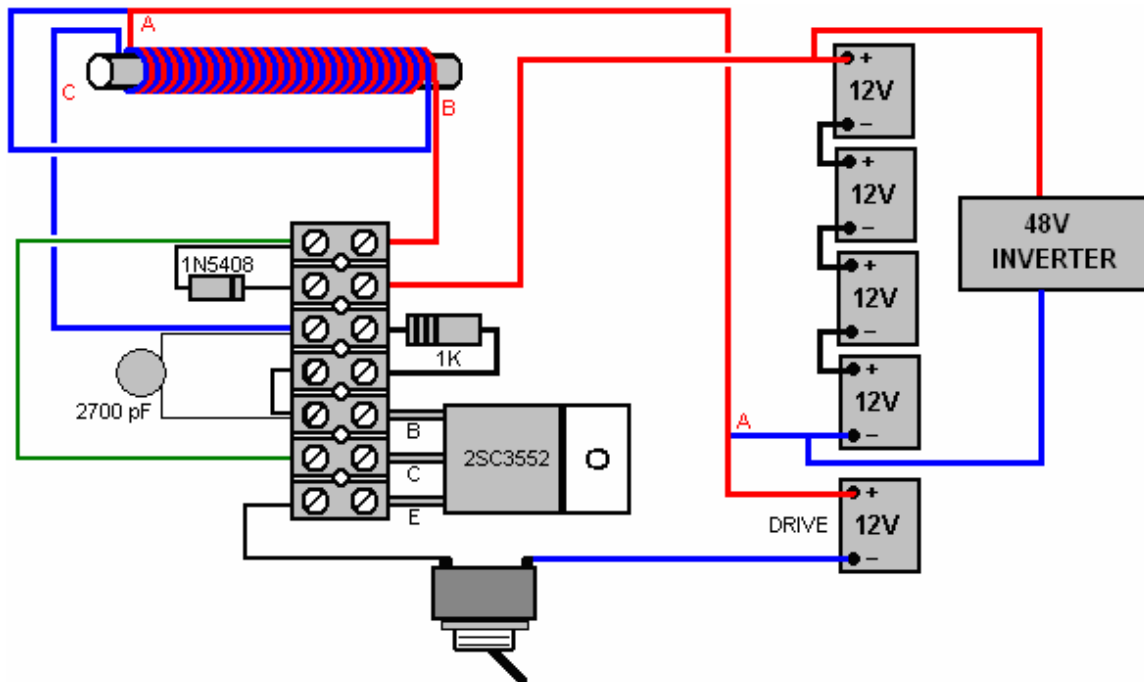 A
C
B
+
12V
−
+
12V
−
+
12V
−
+
12V
−
48V
INVERTER
1N5408
1K
2700 pF
B
C
E
2SC3552
A
DRIVE
+
12V
−